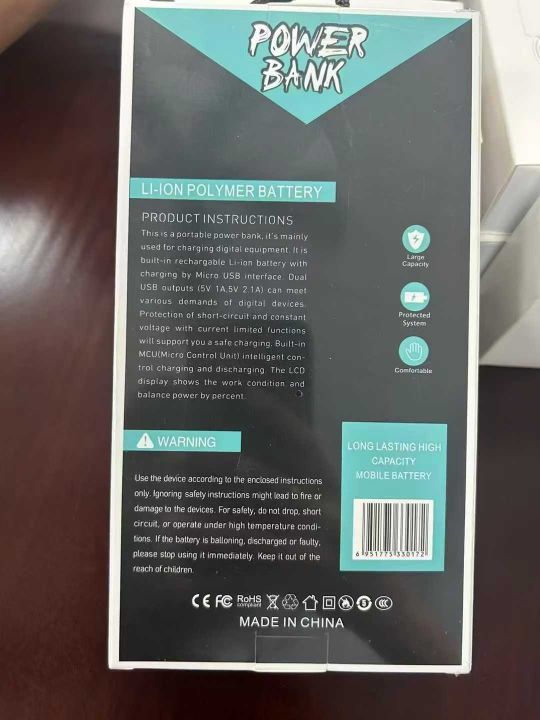 POWER
BANK
LI-ION POLYMER BATTERY
PRODUCT INSTRUCTIONS
This is a portable power bank, it's mainly
used for charging digital equipment. It is
built-in rechargable Li-ion battery with
charging by Micro USB interface. Dual
USB outputs (5V 1A,5V 2.1A) can meet
various demands of digital devices.
Protection of short-circuit and constant
voltage with current limited functions
will support you a safe charging. Built-in
MCU(Micro Control Unit) intelligent con-
trol charging and discharging. The LCD
display shows the work condition and
balance power by percent.
Large
Capacity
Protected
System
Comfortable
WARNING
Use the device according to the enclosed instructions
only. Ignoring safety instructions might lead to fire or
damage to the devices. For safety, do not drop, short
circuit, or operate under high temperature condi-
tions. If the battery is ballooning, discharged or faulty,
please stop using it immediately. Keep it out of the
reach of children.
LONG LASTING HIGH
CAPACITY
MOBILE BATTERY
6 951775 330172
CE FC RoHS
compliant
MADE IN CHINA